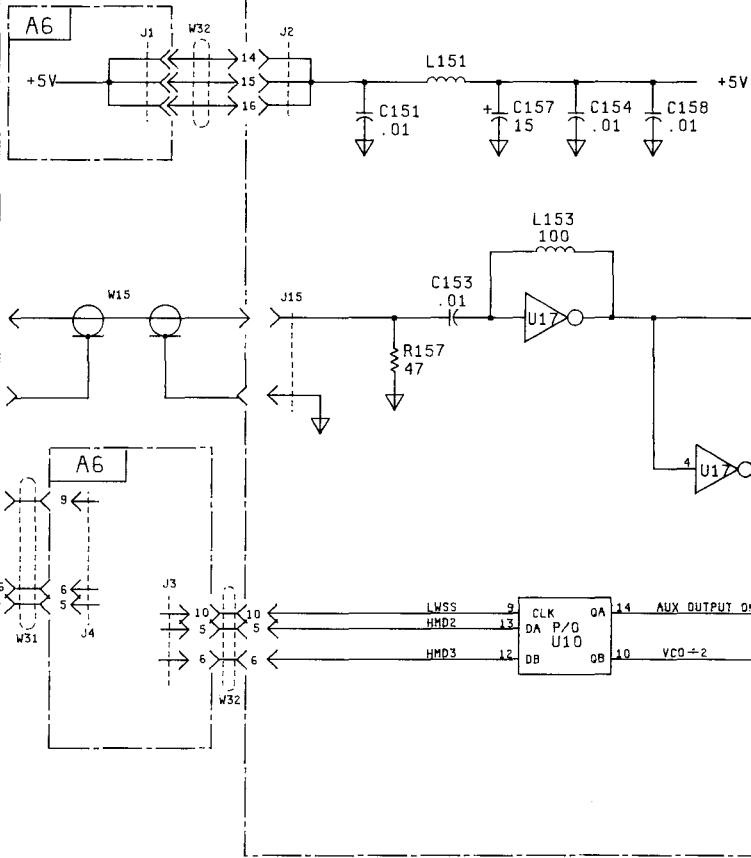 A6
J1
W32
J2
+5V
14
15
16
L151
+5V
C151
.01
+
C157
15
C154
.01
C158
.01
L153
100
W15
J15
C153
.01
U17
R157
47
4
U17
A6
9
6
5
W31
J4
J3
10
5
6
W32
10
5
6
LWSS
HMD2
HMD3
9
13
12
CLK
DA
DB
P/O
U10
QA
QB
14
10
AUX OUTPUT
VCO÷2